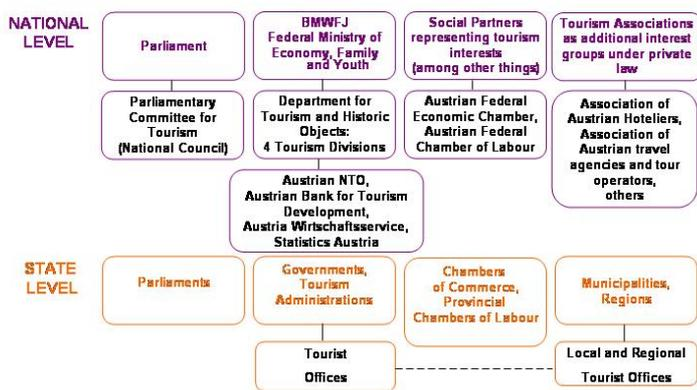 NATIONAL
LEVEL
Parliament
BMWFJ
Federal Ministry of
Economy, Family
and Youth
Social Partners
representing tourism
interests
(among other things)
Tourism Associations
as additional interest
groups under private
law
Parliamentary
Committee for
Tourism
(National Council)
Department for
Tourism and Historic
Objects:
4 Tourism Divisions
Austrian Federal
Economic Chamber,
Austrian Federal
Chamber of Labour
Association of
Austrian Hoteliers,
Association of
Austrian travel
agencies and tour
operators,
others
Austrian NTO,
Austrian Bank for Tourism
Development,
Austria Wirtschaftsservice,
Statistics Austria
STATE
LEVEL
Parliaments
Governments,
Tourism
Administrations
Chambers
of Commerce,
Provincial
Chambers of Labour
Municipalities,
Regions
Tourist
Offices
Local and Regional
Tourist Offices